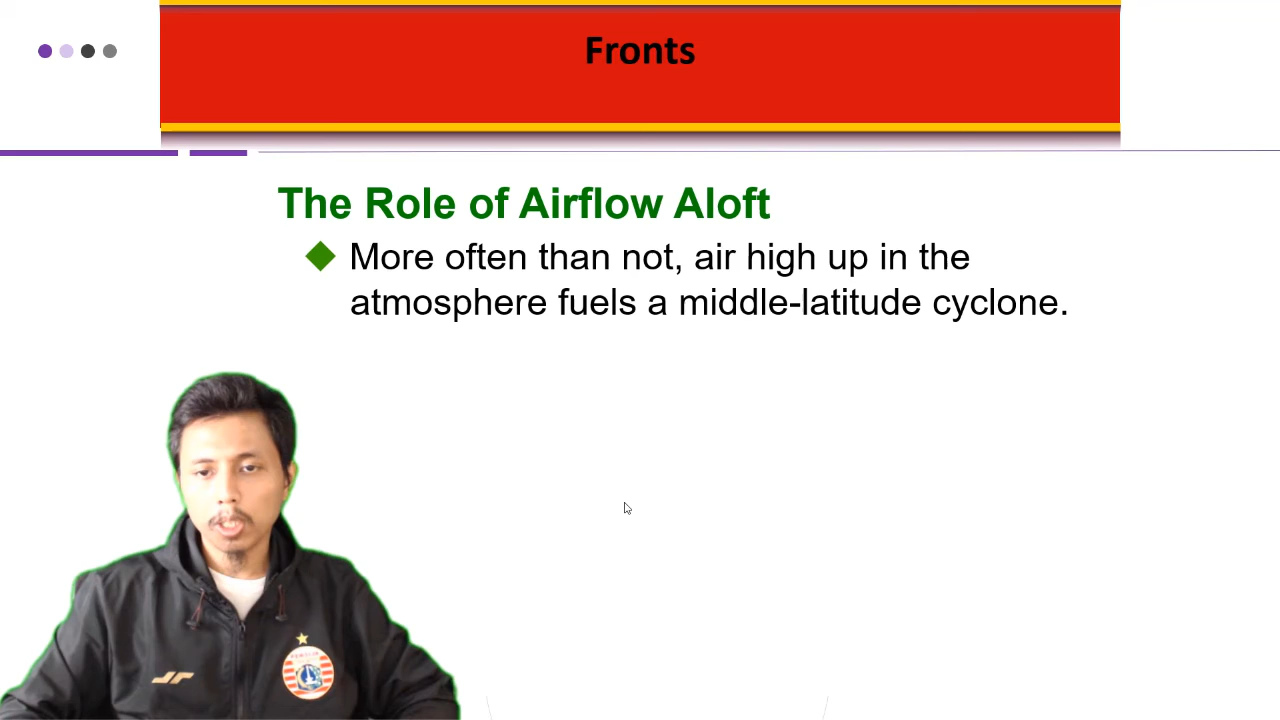 Fronts
The Role of Airflow Aloft
More often than not, air high up in the
atmosphere fuels a middle-latitude cyclone.